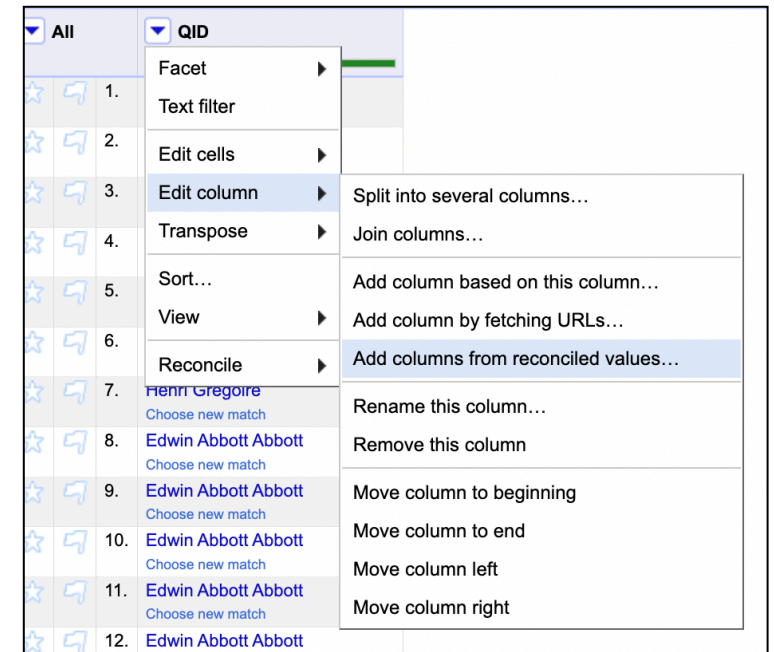 All
QID
Facet
Text filter
Edit cells
Edit column
Transpose
Sort...
View
Reconcile
Split into several columns...
Join columns...
Add column based on this column...
Add column by fetching URLs...
Add columns from reconciled values...
Rename this column...
Remove this column
Move column to beginning
Move column to end
Move column left
Move column right
1.
2.
3.
4.
5.
6.
7. Henri Grégoire
Choose new match
8. Edwin Abbott Abbott
Choose new match
9. Edwin Abbott Abbott
Choose new match
10. Edwin Abbott Abbott
Choose new match
11. Edwin Abbott Abbott
Choose new match
12. Edwin Abbott Abbott